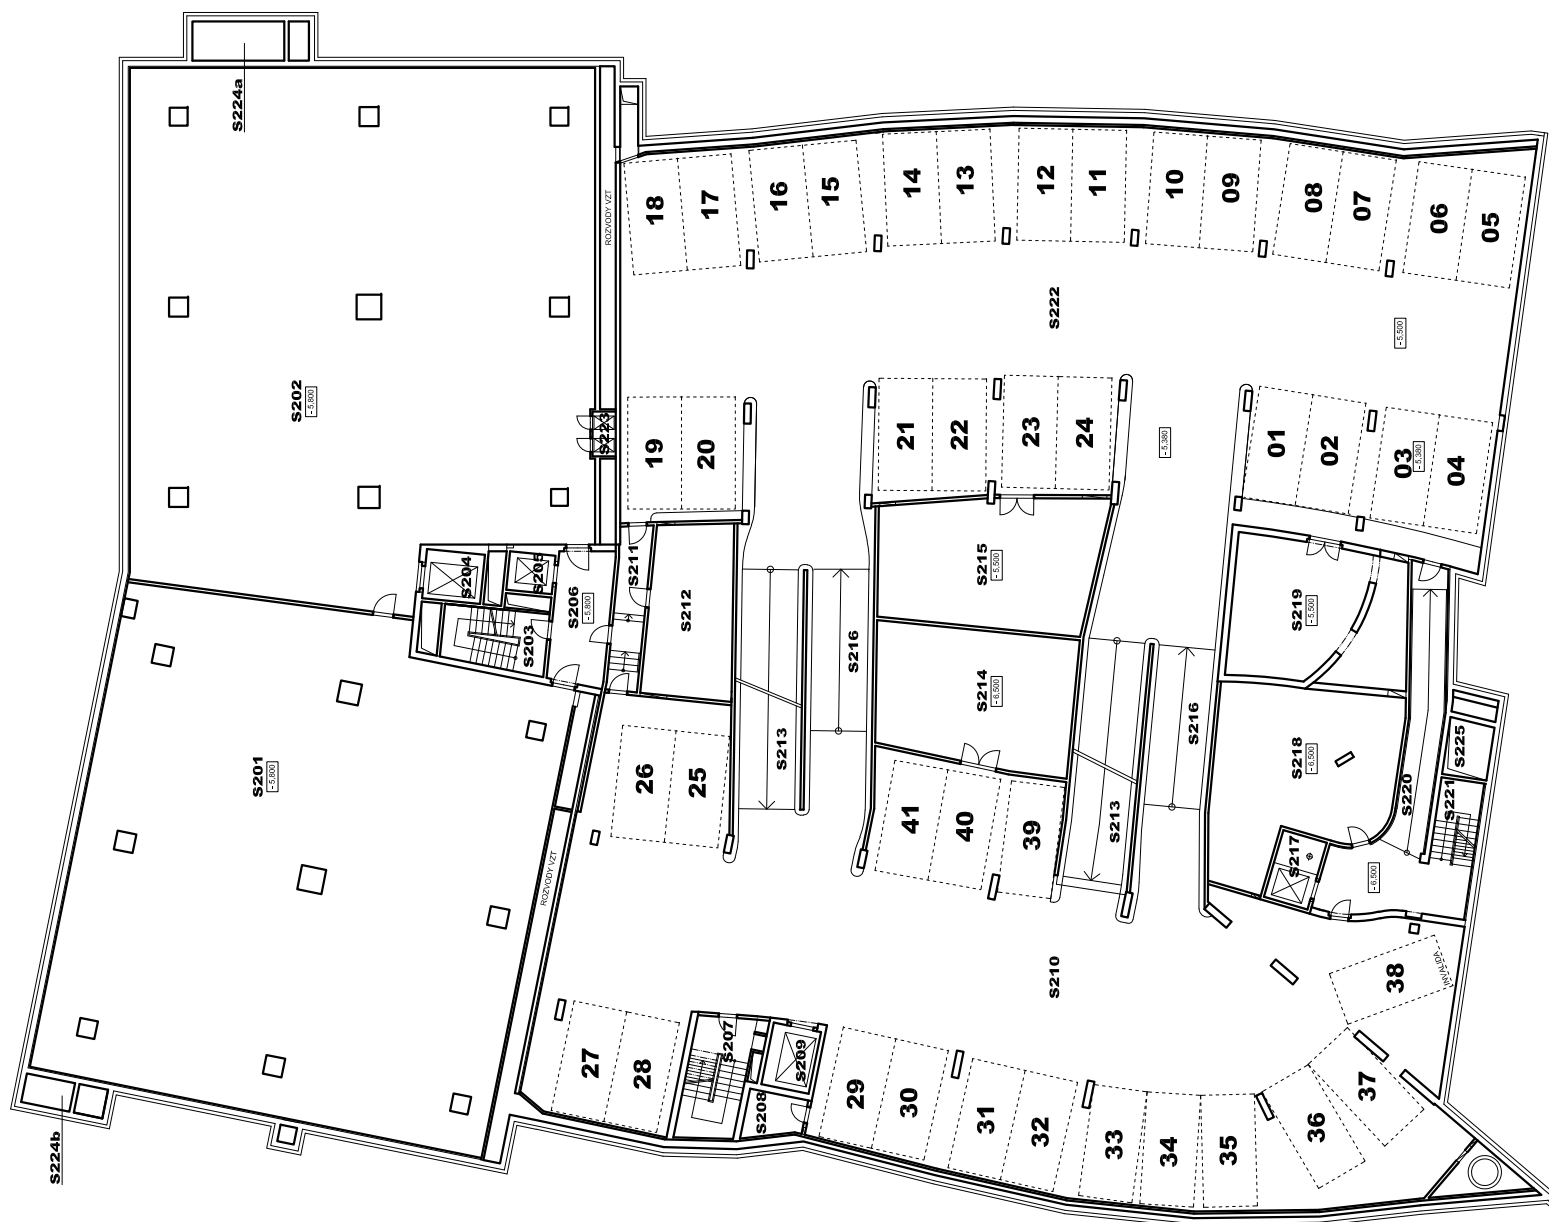 S224a
ROZVODY VZT
18
17
16
15
14
13
12
11
10
09
08
07
06
05
S222
-5,500
S202
-5,800
S223
19
20
21
22
23
24
-5,380
01
02
03
-5,380
04
S204
S205
S206
-5,800
S203
S211
S212
S215
-5,500
S219
-5,500
S216
S214
-6,500
S216
S213
S218
-6,500
S225
S220
S221
S201
-5,800
26
25
41
40
39
S213
S217
-6,500
ROZVODY VZT
S210
38
INVALIDA
27
28
S207
S209
S208
29
30
31
32
33
34
35
36
37
S224b